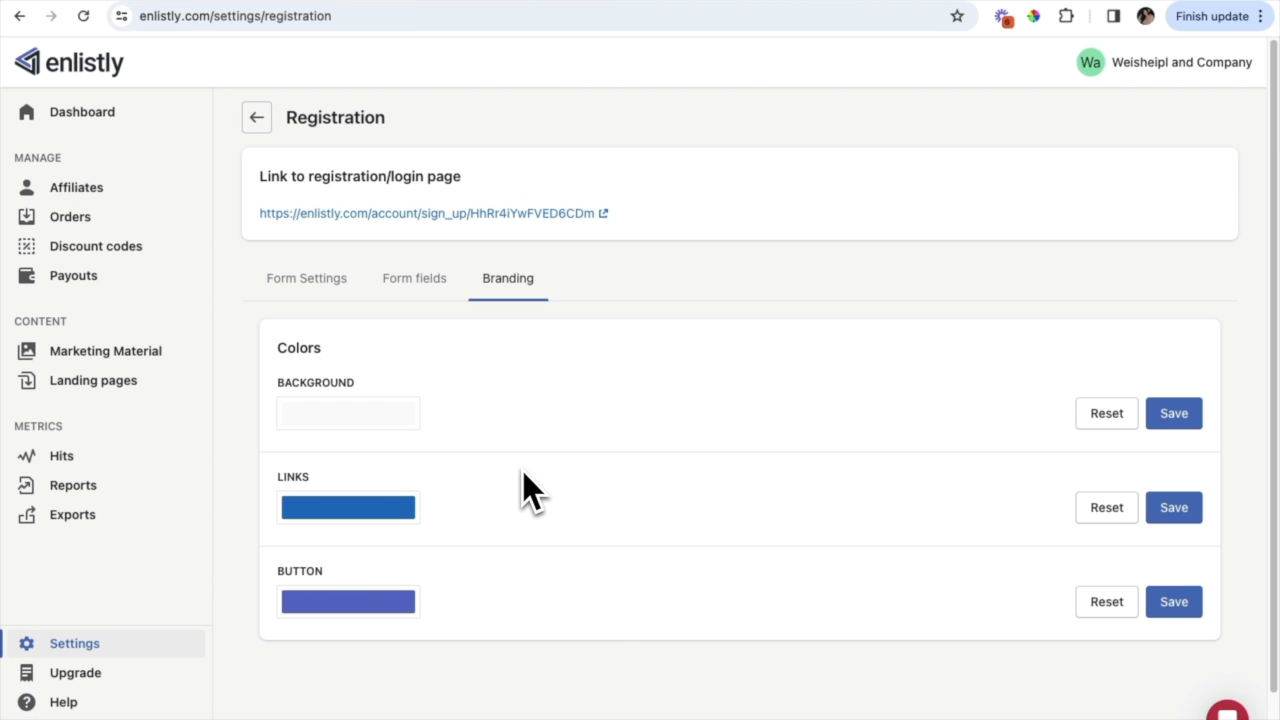 enlistly.com/settings/registration
6
Finish update
enlistly
Wa
Weisheipl and Company
Dashboard
MANAGE
Affiliates
Orders
Discount codes
Payouts
CONTENT
Marketing Material
Landing pages
METRICS
Hits
Reports
Exports
Settings
Upgrade
Help
Registration
Link to registration/login page
https://enlistly.com/account/sign_up/HhRr4iYwFVED6CDm
Form Settings
Form fields
Branding
Colors
BACKGROUND
Reset
Save
LINKS
Reset
Save
BUTTON
Reset
Save